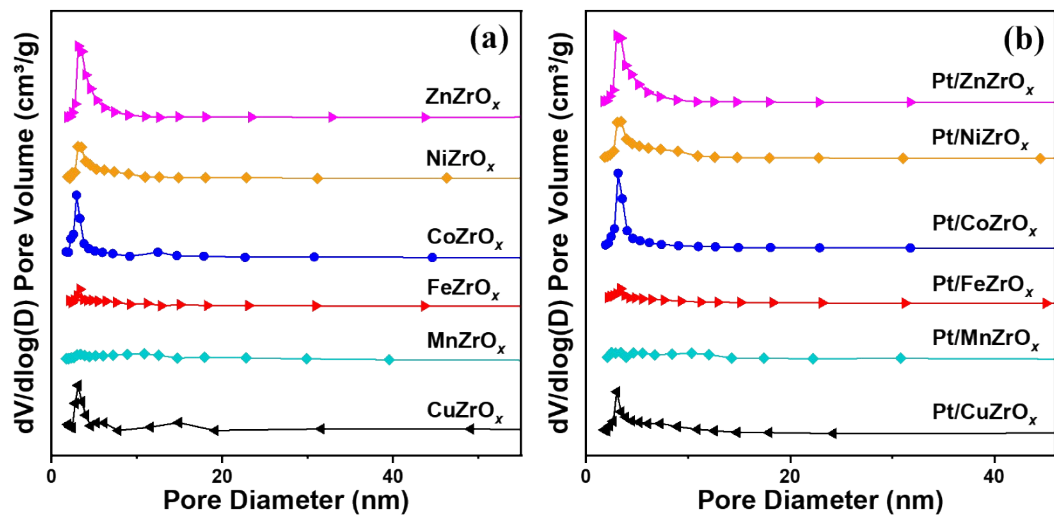 (a)
dV/dlog(D) Pore Volume (cm³/g)
ZnZrOₓ
NiZrOₓ
CoZrOₓ
FeZrOₓ
MnZrOₓ
CuZrOₓ
0 20 40
Pore Diameter (nm)
(b)
dV/dlog(D) Pore Volume (cm³/g)
Pt/ZnZrOₓ
Pt/NiZrOₓ
Pt/CoZrOₓ
Pt/FeZrOₓ
Pt/MnZrOₓ
Pt/CuZrOₓ
0 20 40
Pore Diameter (nm)